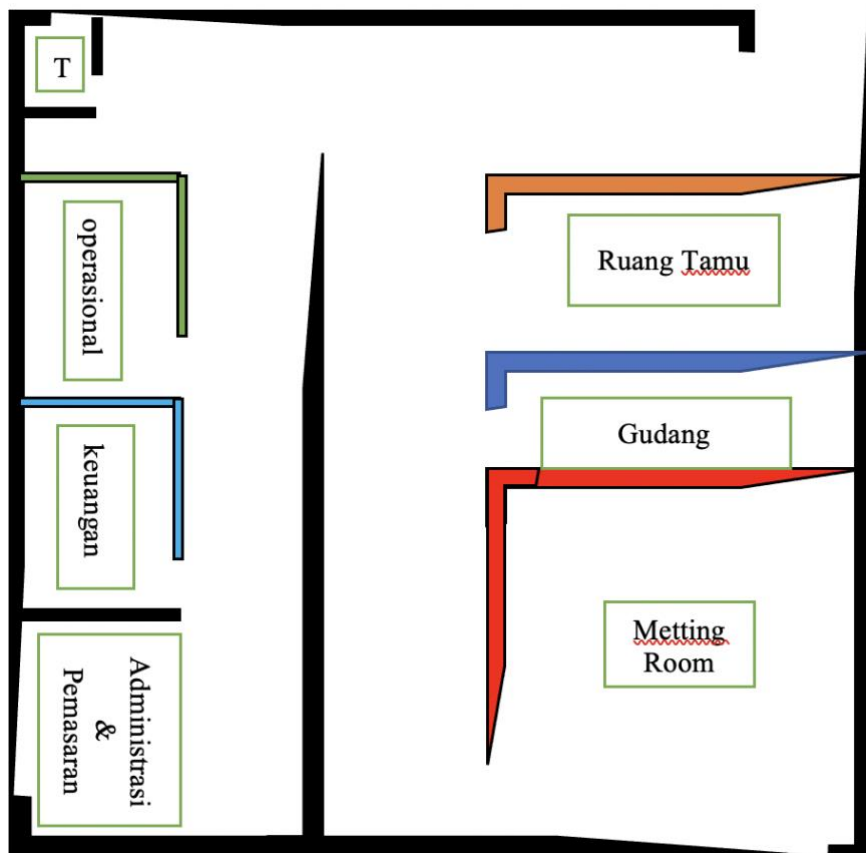 T
operasional
Ruang Tamu
keuangan
Gudang
Metting
Room
Administrasi
&
Pemasaran